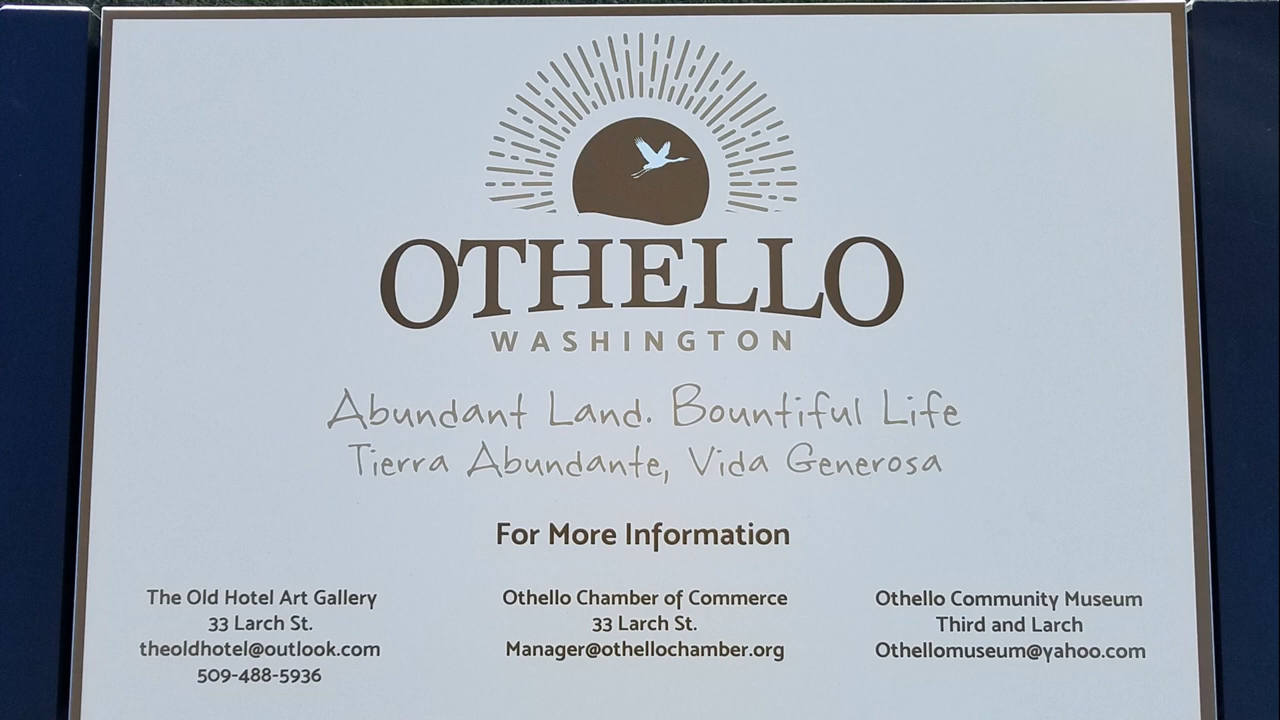 OTHELLO
WASHINGTON
Abundant Land. Bountiful Life
Tierra Abundante, Vida Generosa
For More Information
The Old Hotel Art Gallery
33 Larch St.
theoldhotel@outlook.com
509-488-5936
Othello Chamber of Commerce
33 Larch St.
Manager@othellochamber.org
Othello Community Museum
Third and Larch
Othellomuseum@yahoo.com